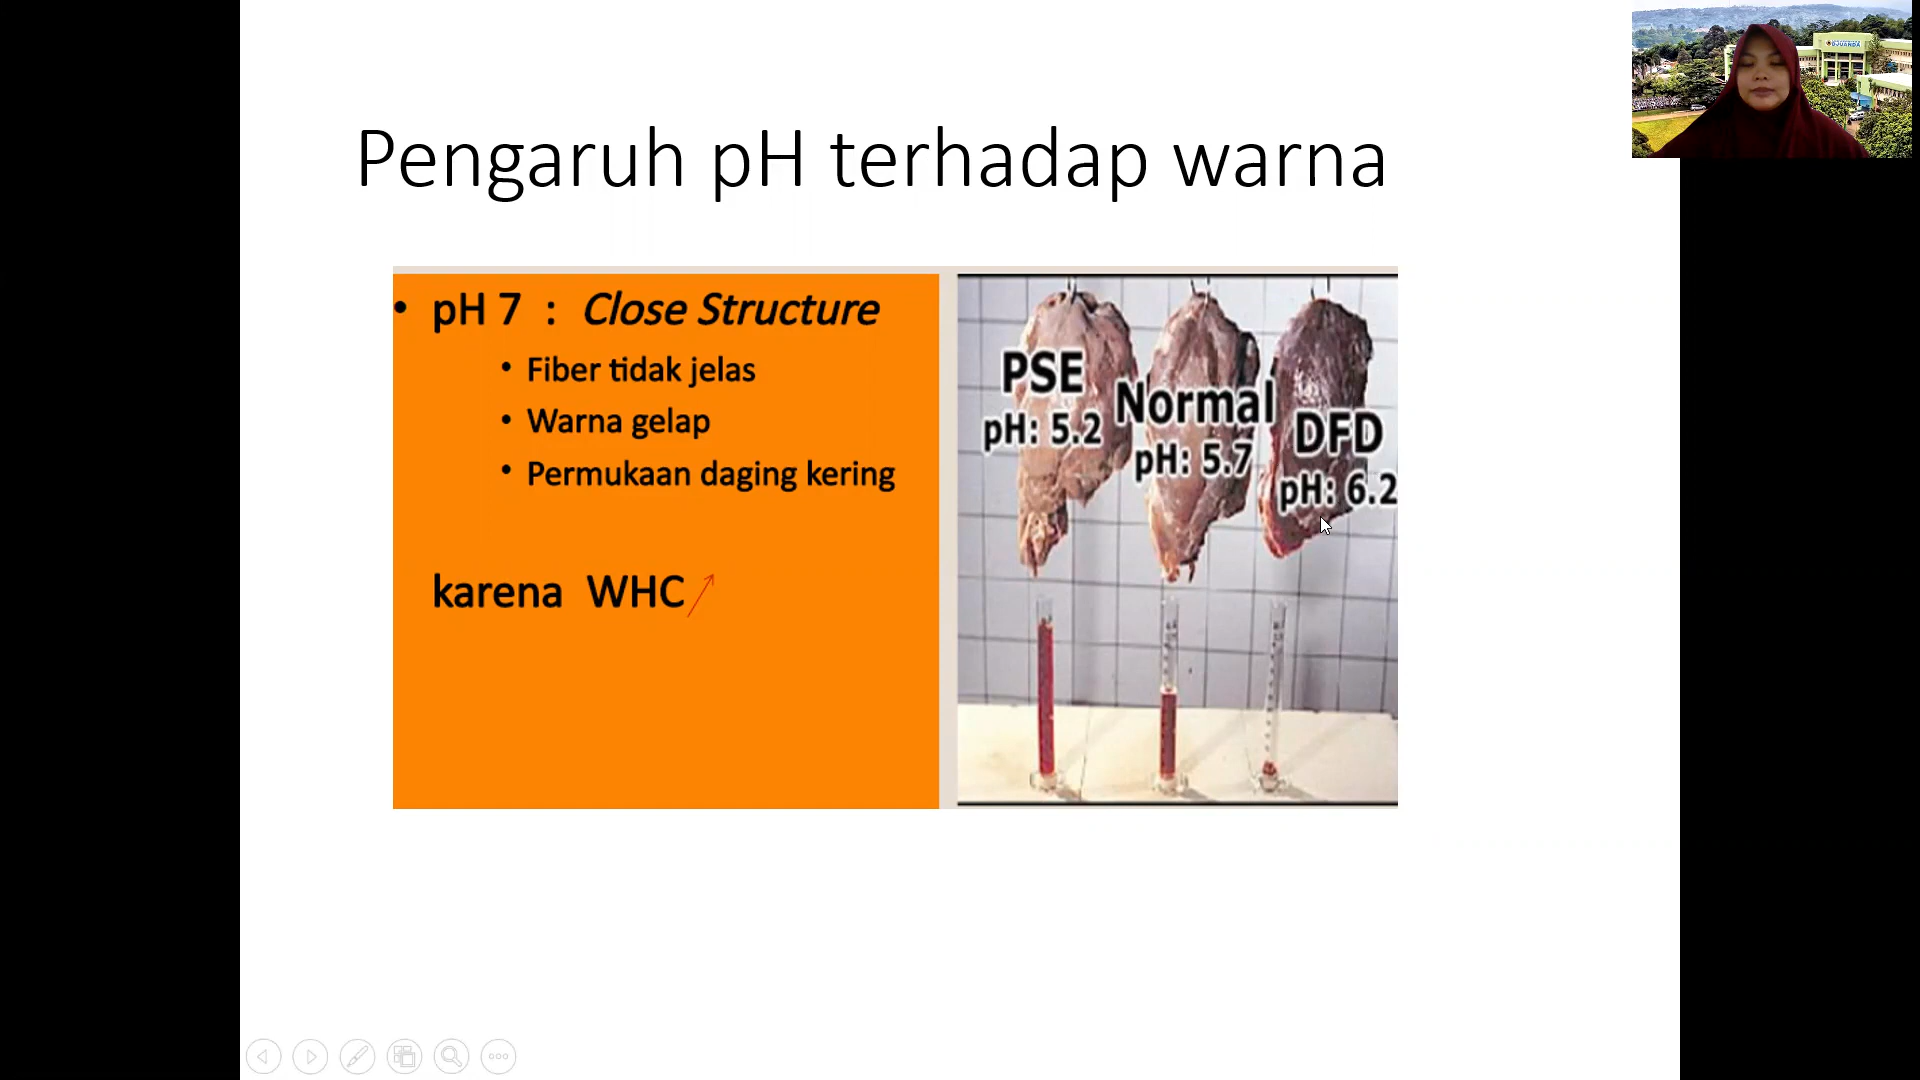 DJUANDA
Pengaruh pH terhadap warna
• pH 7 : Close Structure
• Fiber tidak jelas
• Warna gelap
• Permukaan daging kering
karena WHC
PSE
pH: 5.2
Normal
pH: 5.7
DFD
pH: 6.2